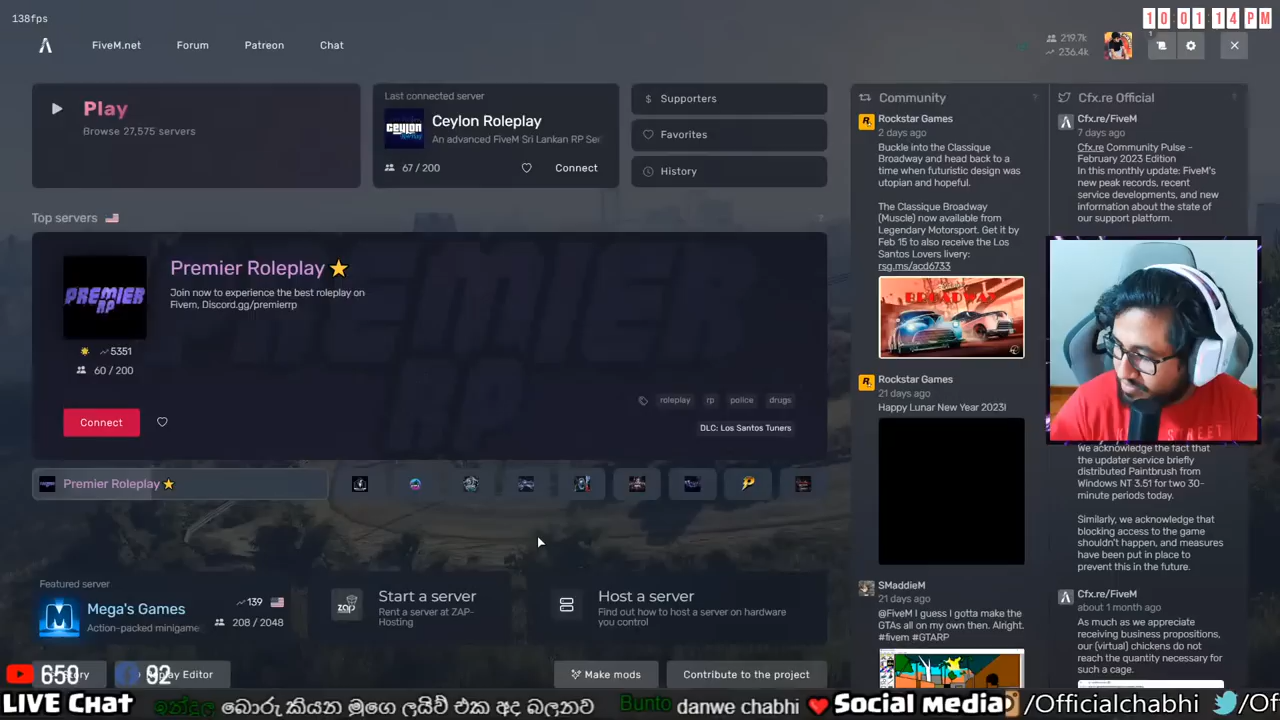 138fps
10:01:14 PM
FiveM.net
Forum
Patreon
Chat
219.7k
236.4k
1
Play
Browse 27,575 servers
Last connected server
CEYLON
Ceylon Roleplay
An advanced FiveM Sri Lankan RP Se
67 / 200
Connect
Supporters
Favorites
History
Top servers
PREMIER
RP
Premier Roleplay
Join now to experience the best roleplay on
Fivem, Discord.gg/premierrp
5351
60 / 200
Connect
roleplay
rp
police
drugs
DLC: Los Santos Tuners
Premier Roleplay
Featured server
Mega's Games
139
Action-packed minigame
208 / 2048
ZAP
Start a server
Rent a server at ZAP-
Hosting
Host a server
Find out how to host a server on hardware
you control
Make mods
Contribute to the project
Community
Rockstar Games
2 days ago
Buckle into the Classique
Broadway and head back to a
time when futuristic design was
utopian and hopeful.
The Classique Broadway
(Muscle) now available from
Legendary Motorsport. Get it by
Feb 15 to also receive the Los
Santos Lovers livery:
rsg.ms/acd6733
BROADWAY
Rockstar Games
21 days ago
Happy Lunar New Year 2023!
SMaddieM
21 days ago
@FiveM I guess I gotta make the
GTAs all on my own then. Alright.
#fivem #GTARP
Cfx.re Official
Cfx.re/FiveM
7 days ago
Cfx.re Community Pulse -
February 2023 Edition
In this monthly update: FiveM's
new peak records, recent
service developments, and new
information about the state of
our support platform.
We acknowledge the fact that
the updater service briefly
distributed Paintbrush from
Windows NT 3.51 for two 30-
minute periods today.
Similarly, we acknowledge that
blocking access to the game
shouldn't happen, and measures
have been put in place to
prevent this in the future.
Cfx.re/FiveM
about 1 month ago
As much as we appreciate
receiving business propositions,
our (virtual) chickens do not
reach the quantity necessary for
such a cage.
650
92
Editor
LIVE Chat
ඉන්දිල බොරු කියන මුගෙ ලයිව් එක අද බලනව
Bunto danwe chabhi
Social Media
/Officialchabhi
/Of